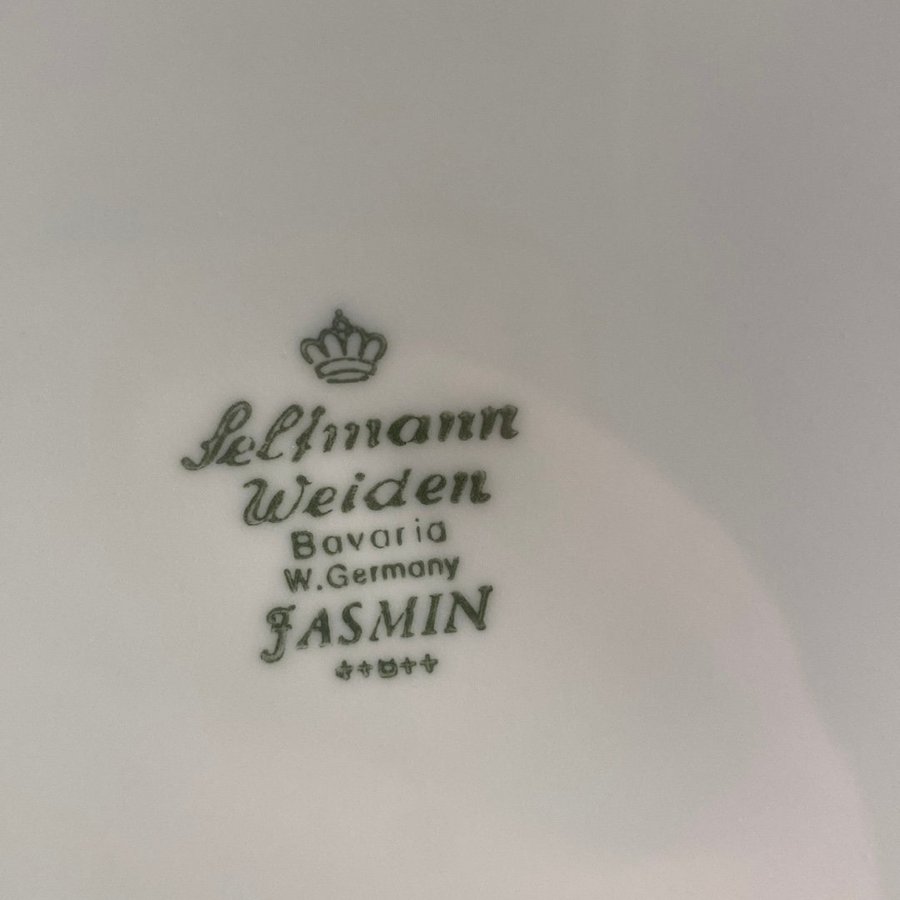 Seltmann
Weiden
Bavaria
W.Germany
JASMIN